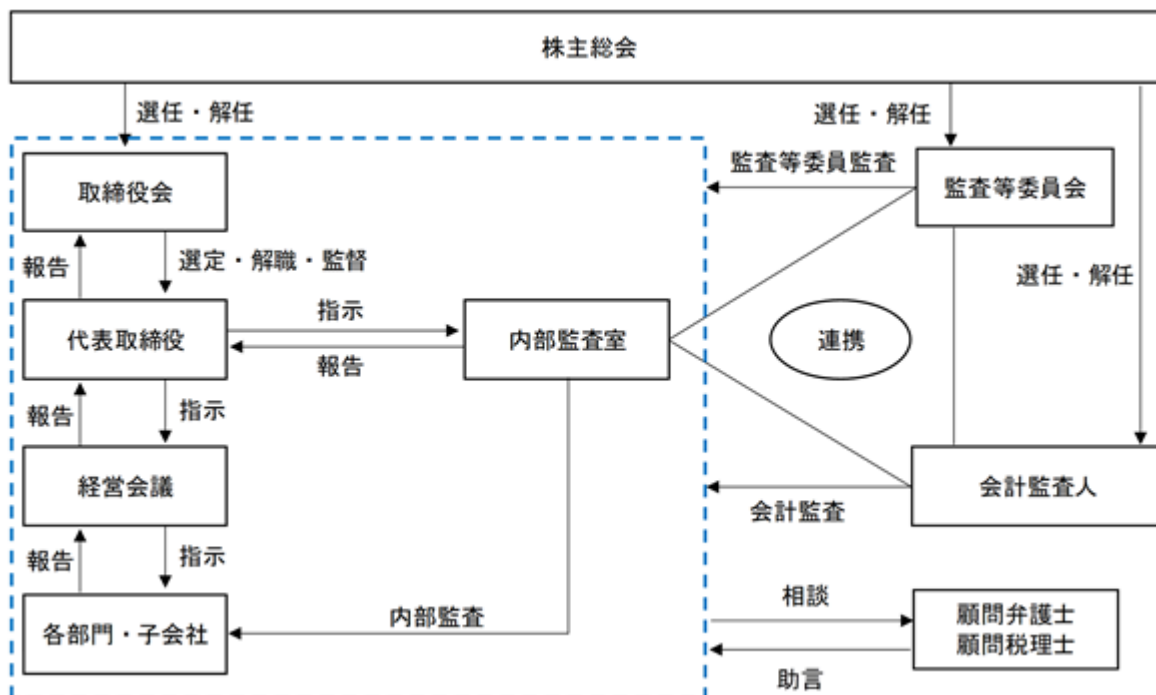 株主総会
選任・解任
選任・解任
監査等委員監査
取締役会
監査等委員会
報告
選定・解職・監督
選任・解任
指示
代表取締役
内部監査室
連携
報告
報告
指示
経営会議
会計監査人
会計監査
報告
指示
相談
内部監査
各部門・子会社
顧問弁護士
顧問税理士
助言